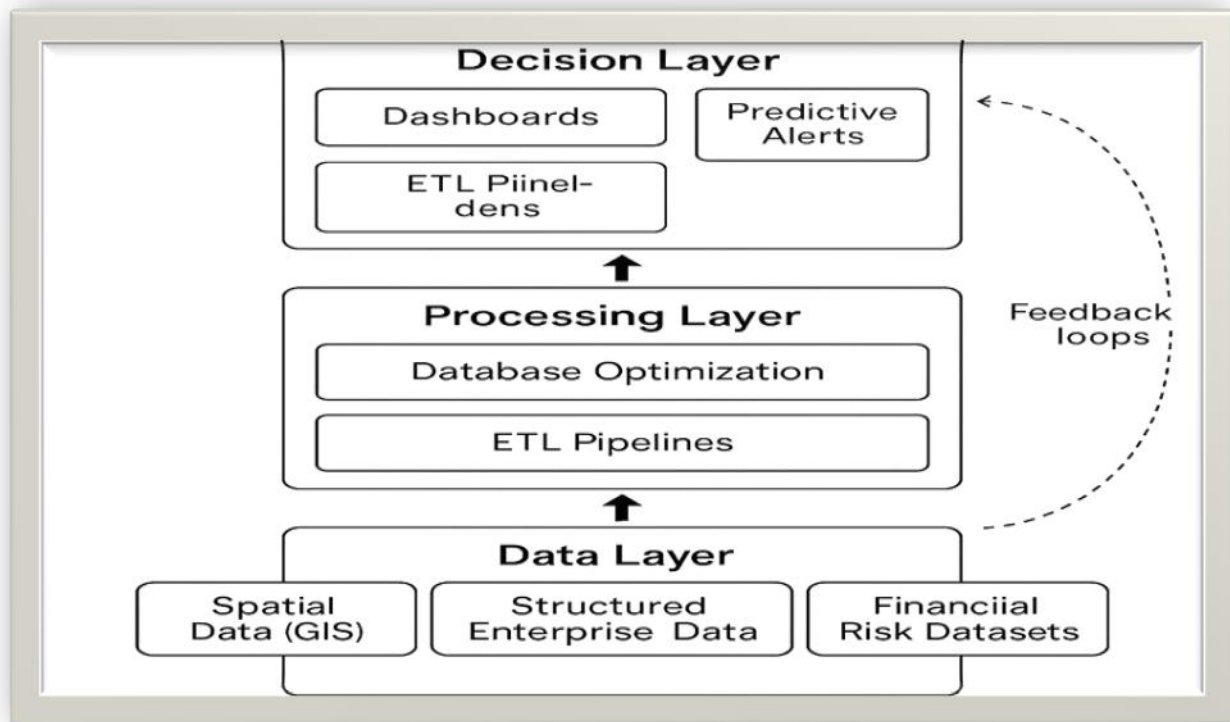 Decision Layer
Dashboards
Predictive
Alerts
ETL Piinel-
dens
Processing Layer
Database Optimization
ETL Pipelines
Feedback
loops
Data Layer
Spatial
Data (GIS)
Structured
Enterprise Data
Financiial
Risk Datasets